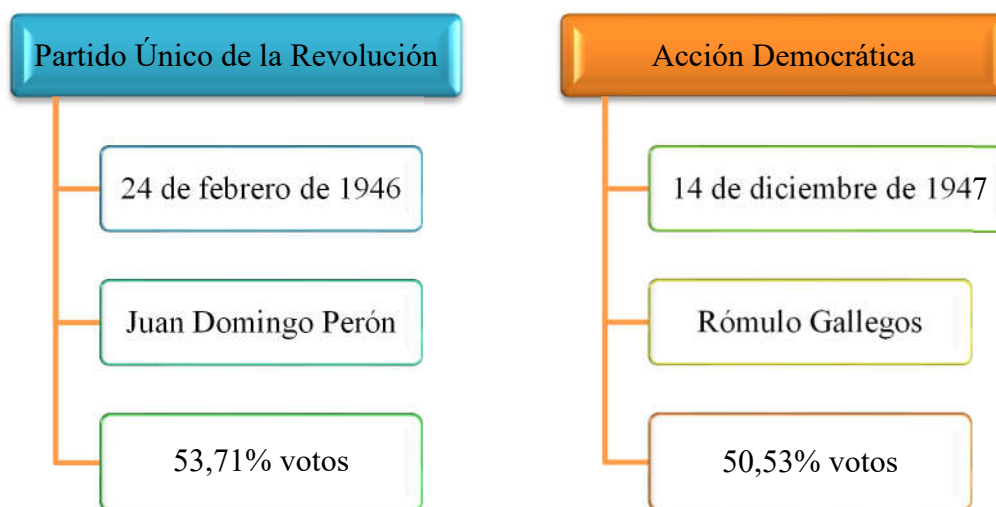 Partido Único de la Revolución
24 de febrero de 1946
Juan Domingo Perón
53,71% votos
Acción Democrática
14 de diciembre de 1947
Rómulo Gallegos
50,53% votos